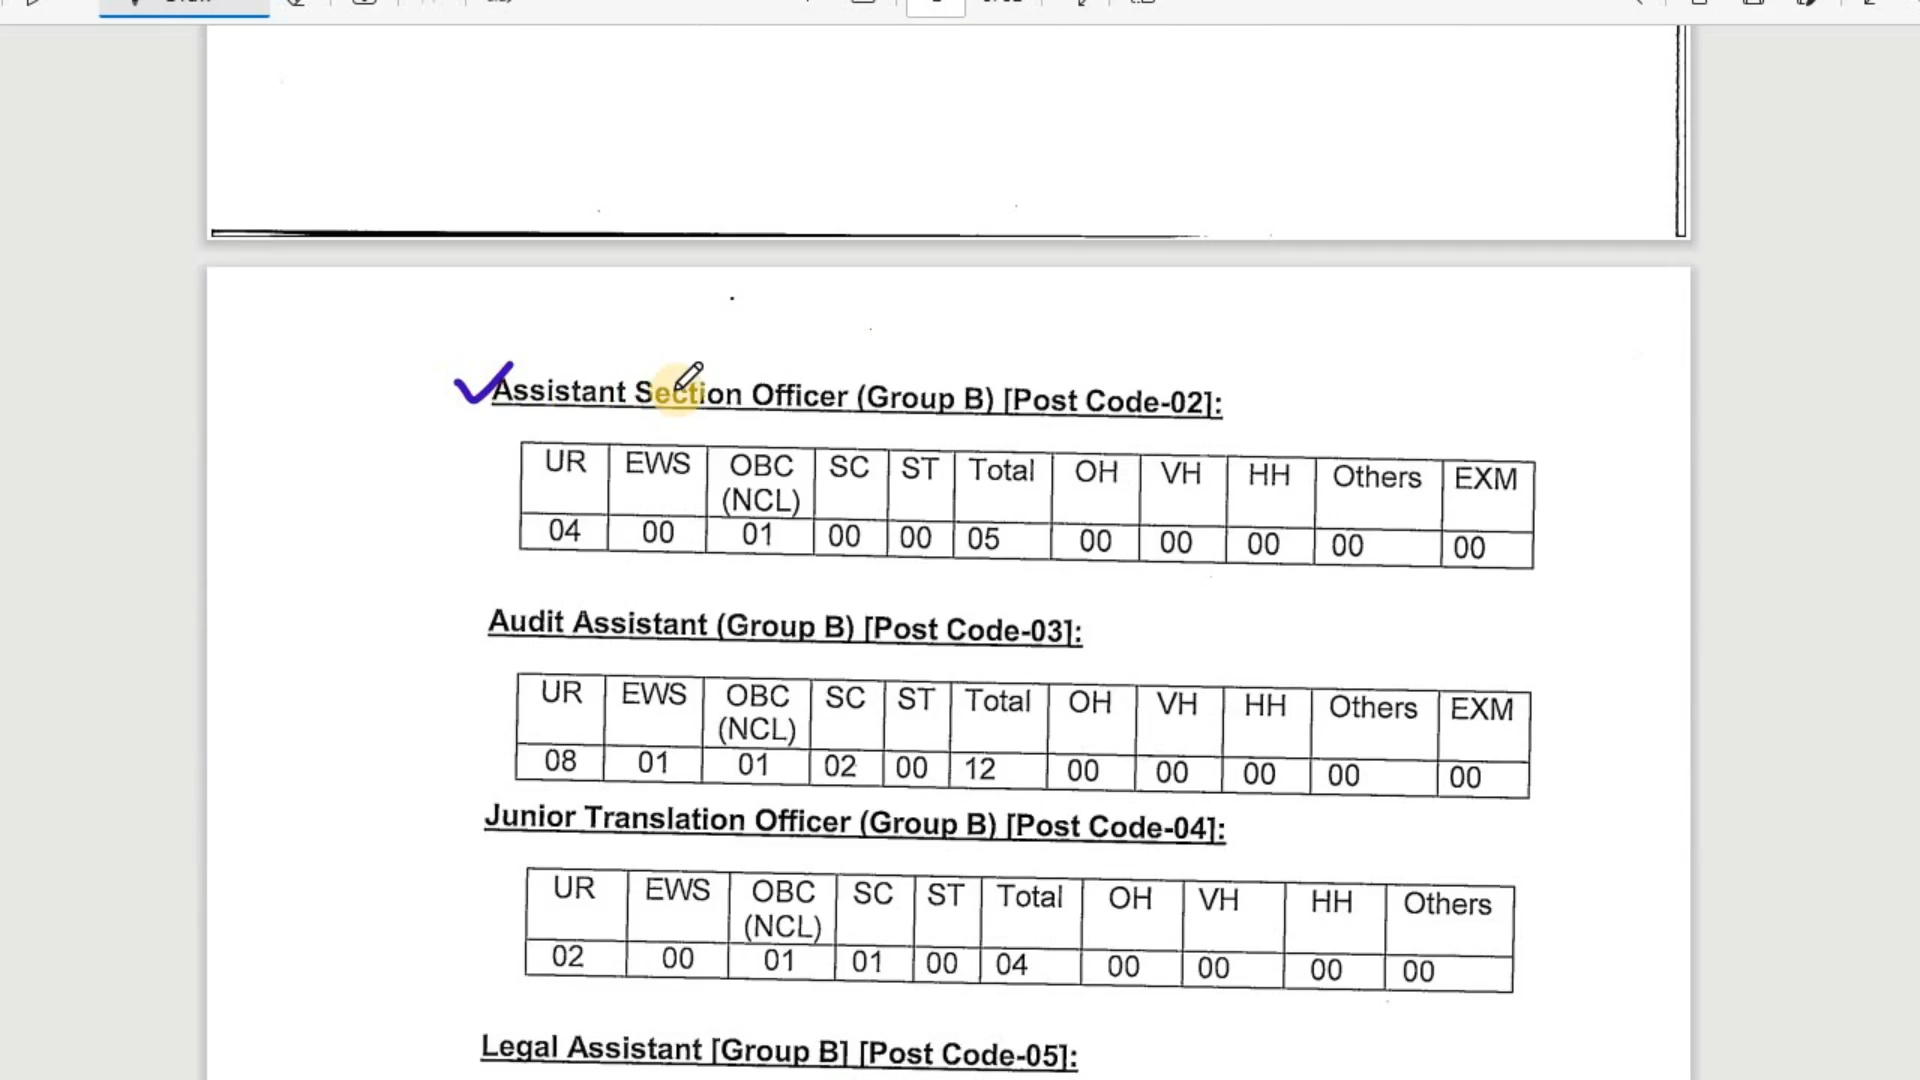 Assistant Section Officer (Group B) [Post Code-02]:
UR EWS OBC (NCL) SC ST Total OH VH HH Others EXM
04 00 01 00 00 05 00 00 00 00 00
Audit Assistant (Group B) [Post Code-03]:
UR EWS OBC (NCL) SC ST Total OH VH HH Others EXM
08 01 01 02 00 12 00 00 00 00 00
Junior Translation Officer (Group B) [Post Code-04]:
UR EWS OBC (NCL) SC ST Total OH VH HH Others
02 00 01 01 00 04 00 00 00 00
Legal Assistant [Group B] [Post Code-05]: